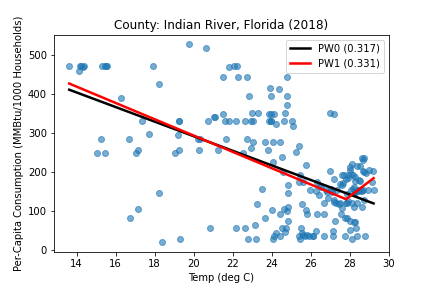 County: Indian River, Florida (2018)
PW0 (0.317)
PW1 (0.331)
Per-Capita Consumption (MMBtu/1000 Households)
500
400
300
200
100
0
14 16 18 20 22 24 26 28 30
Temp (deg C)